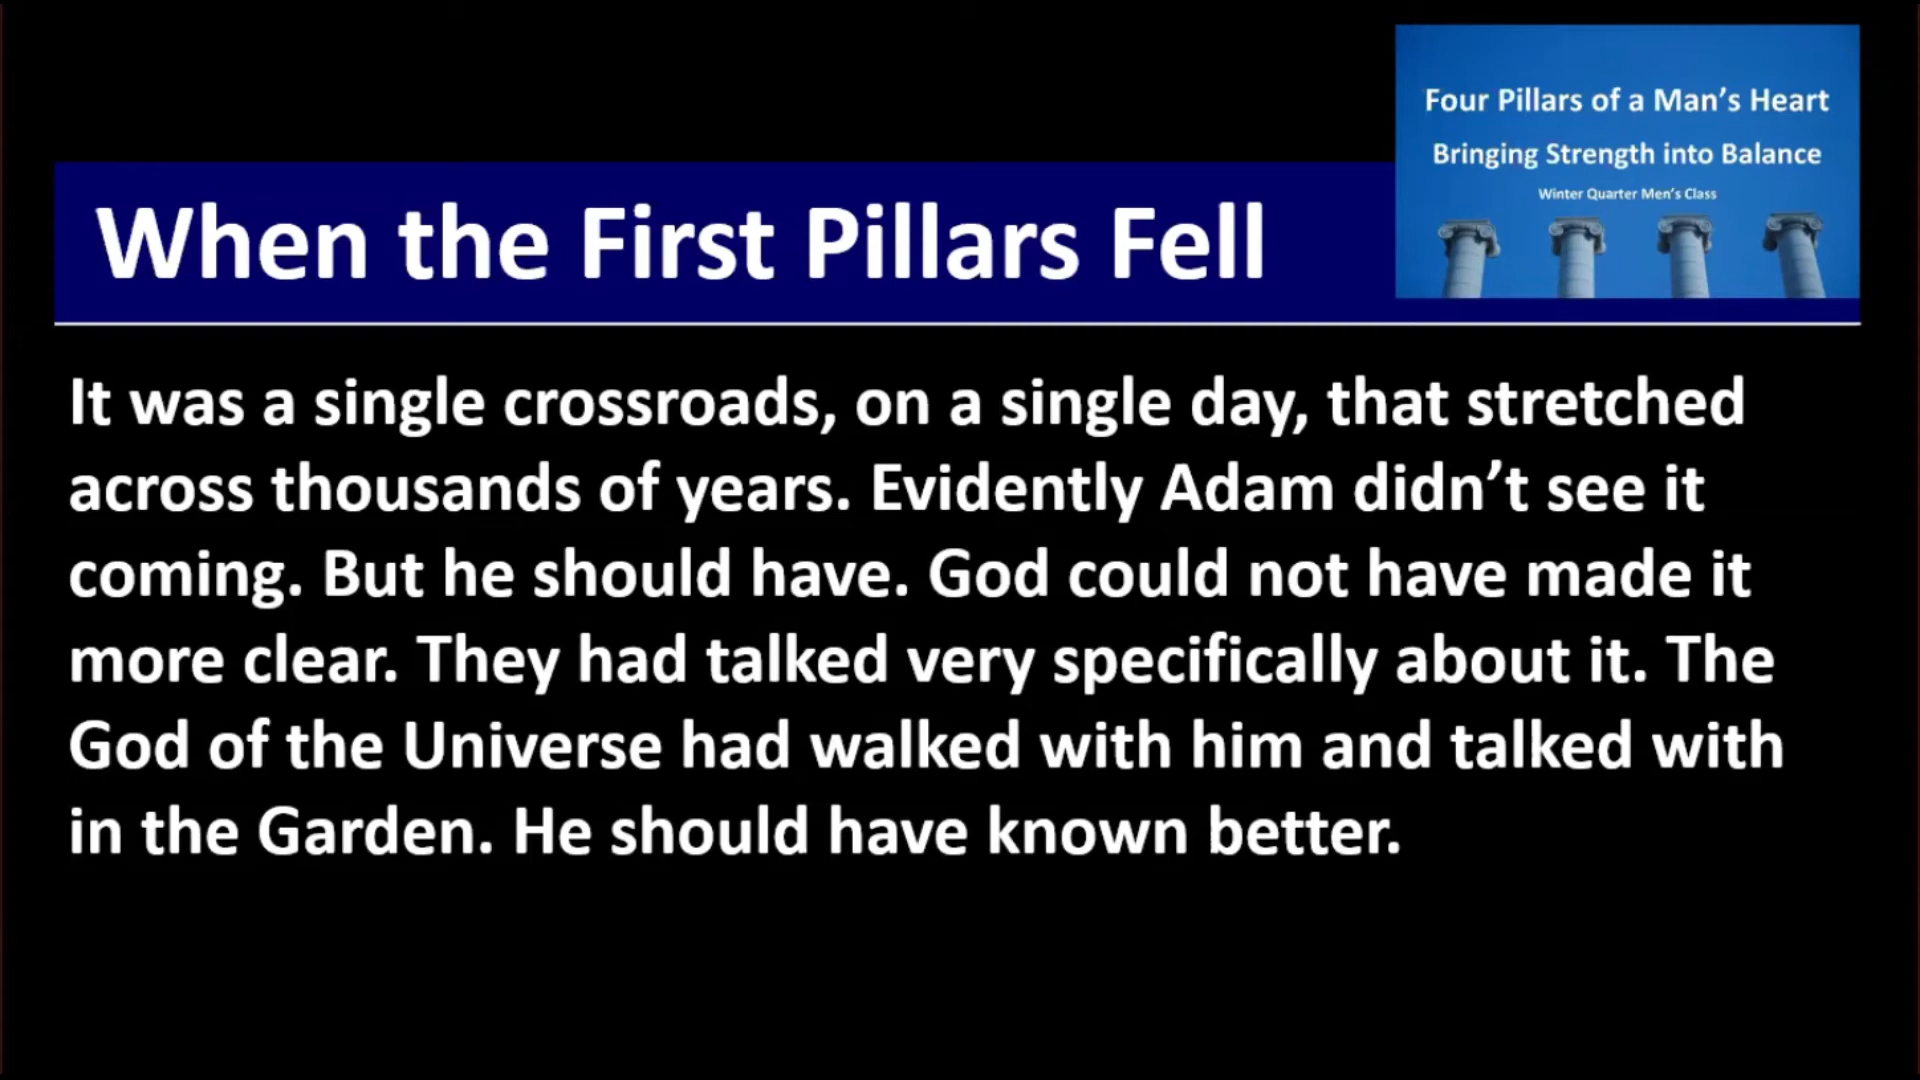 Four Pillars of a Man's Heart
Bringing Strength into Balance
Winter Quarter Men's Class
When the First Pillars Fell
It was a single crossroads, on a single day, that stretched
across thousands of years. Evidently Adam didn't see it
coming. But he should have. God could not have made it
more clear. They had talked very specifically about it. The
God of the Universe had walked with him and talked with
in the Garden. He should have known better.